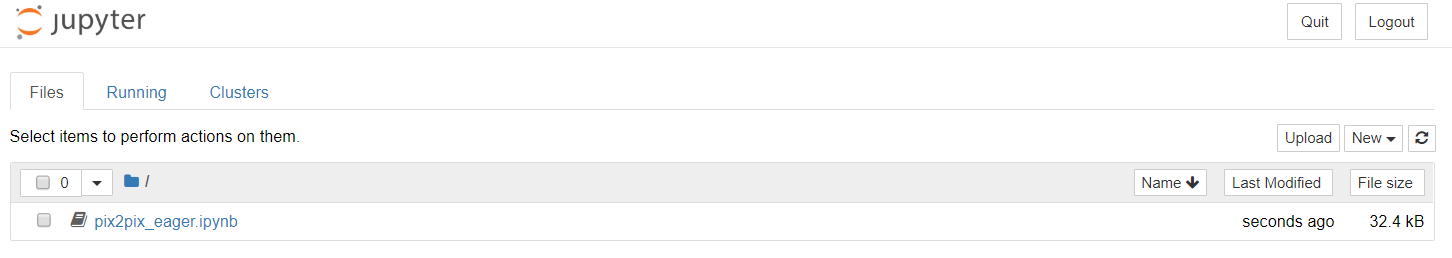 jupyter
Quit Logout
Files Running Clusters
Select items to perform actions on them.
Upload New
0 / Name Last Modified File size
pix2pix_eager.ipynb seconds ago 32.4 kB